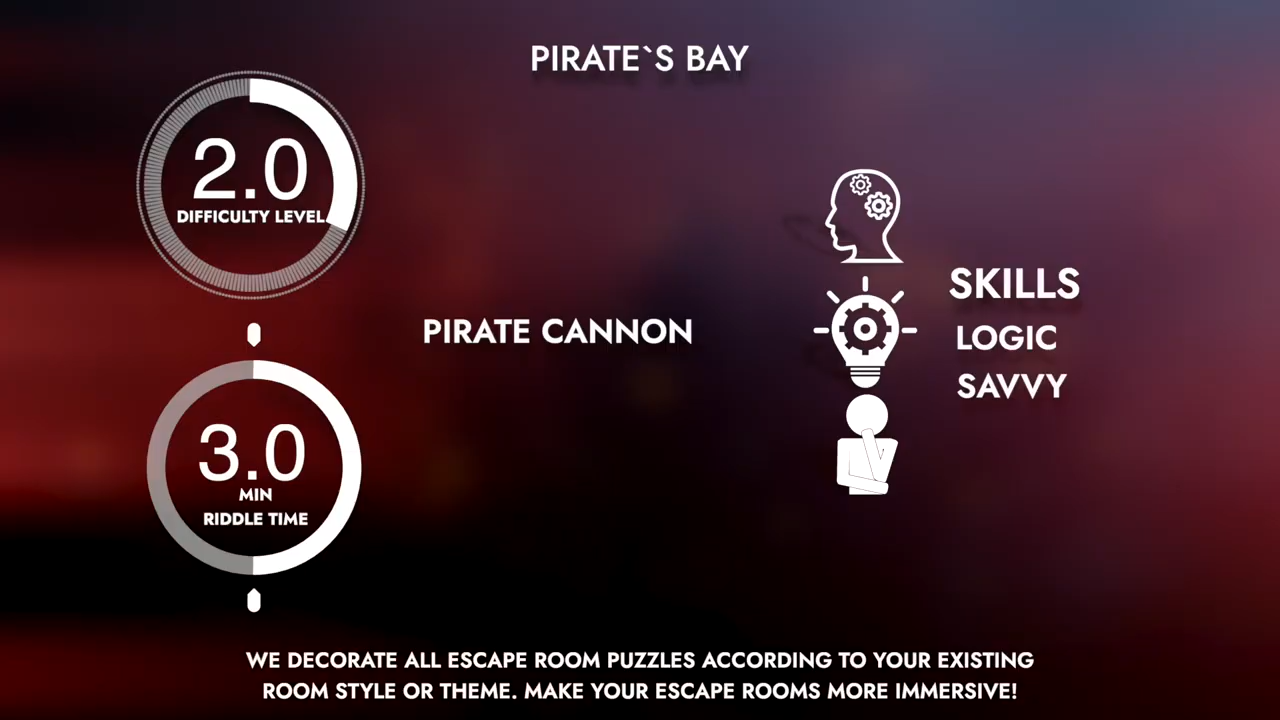 PIRATE`S BAY
2.0
DIFFICULTY LEVEL
PIRATE CANNON
3.0
MIN
RIDDLE TIME
SKILLS
LOGIC
SAVVY
WE DECORATE ALL ESCAPE ROOM PUZZLES ACCORDING TO YOUR EXISTING
ROOM STYLE OR THEME. MAKE YOUR ESCAPE ROOMS MORE IMMERSIVE!